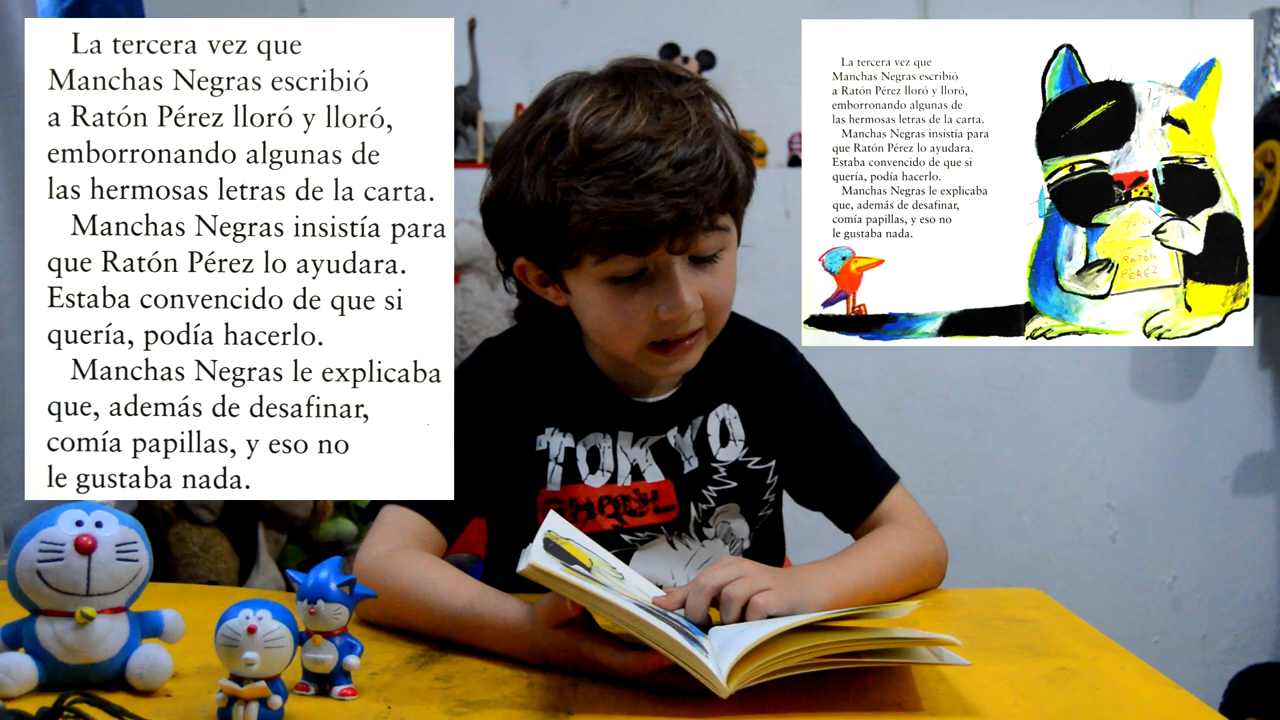 La tercera vez que
Manchas Negras escribió
a Ratón Pérez lloró y lloró,
emborronando algunas de
las hermosas letras de la carta.
Manchas Negras insistía para
que Ratón Pérez lo ayudara.
Estaba convencido de que si
quería, podía hacerlo.
Manchas Negras le explicaba
que, además de desafinar,
comía papillas, y eso no
le gustaba nada.
La tercera vez que
Manchas Negras escribió
a Ratón Pérez lloró y lloró,
emborronando algunas de
las hermosas letras de la carta.
Manchas Negras insistía para
que Ratón Pérez lo ayudara.
Estaba convencido de que si
quería, podía hacerlo.
Manchas Negras le explicaba
que, además de desafinar,
comía papillas, y eso no
le gustaba nada.
RATÓN
PÉREZ
TOKYO
GHOUL